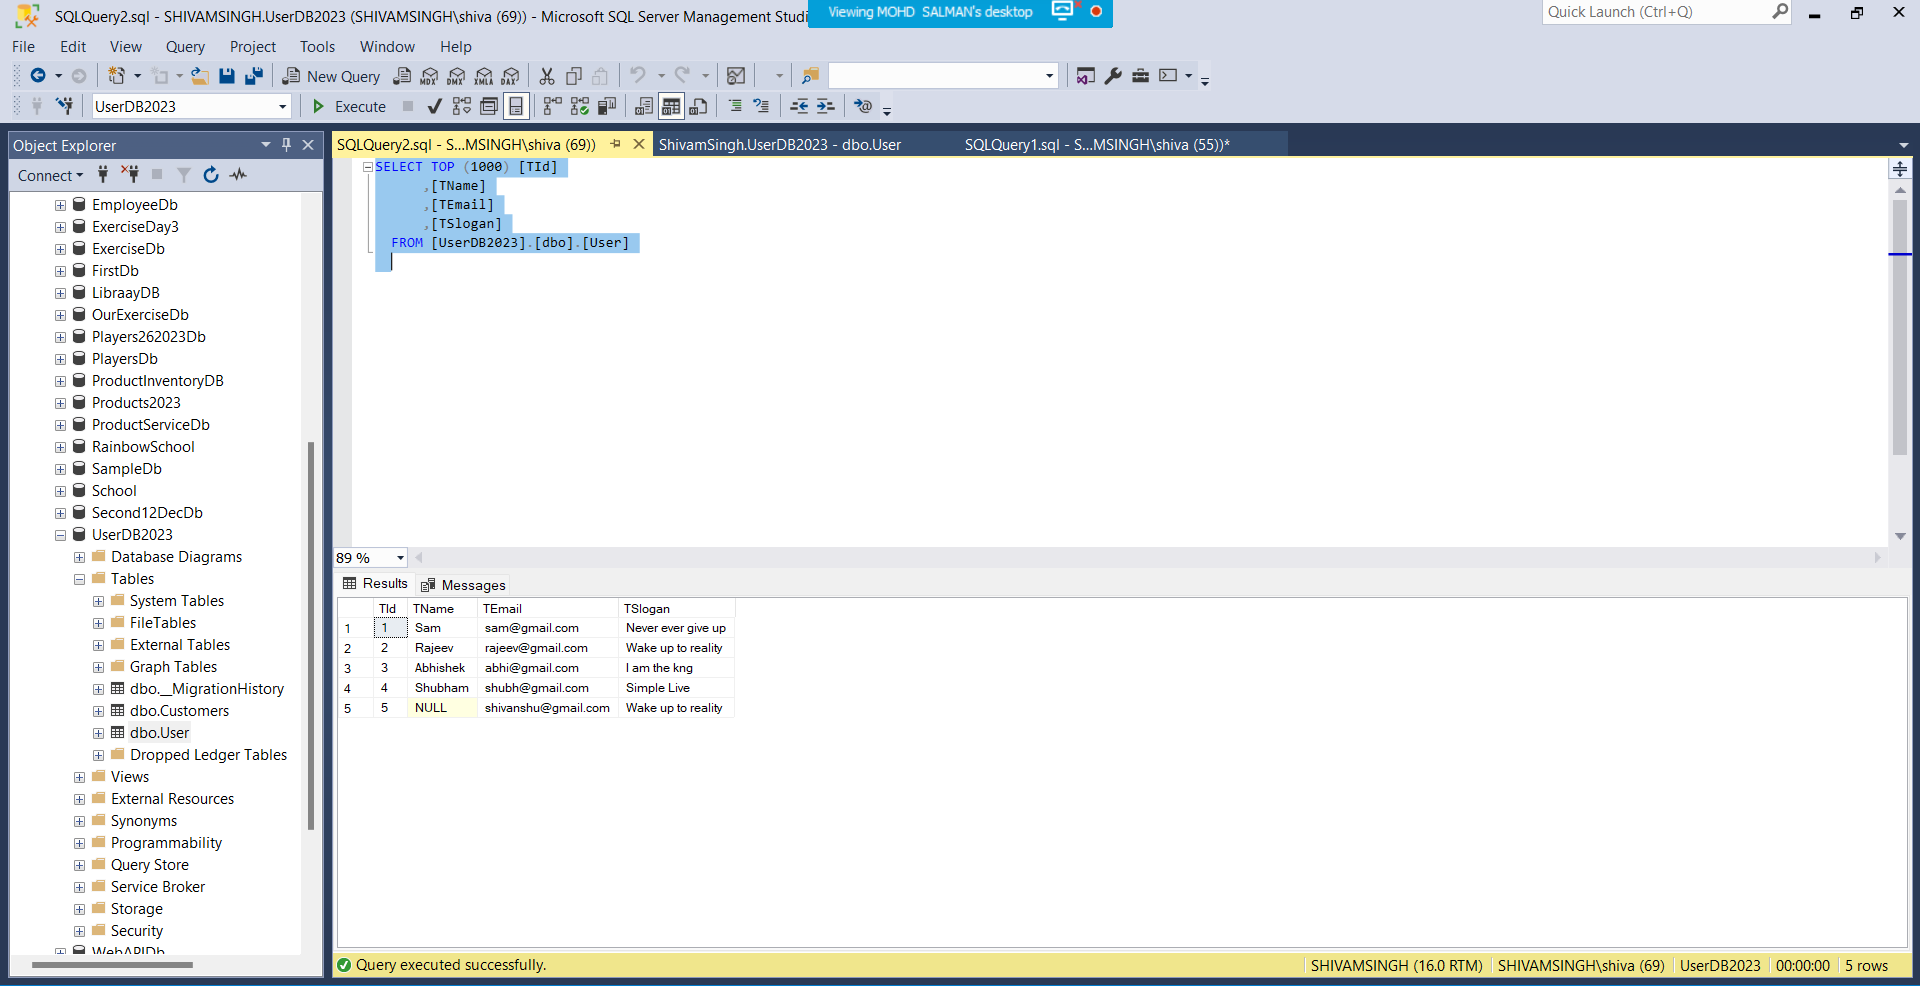 SQLQuery2.sql - SHIVAMSINGH.UserDB2023 (SHIVAMSINGH\shiva (69)) - Microsoft SQL Server Management Studi
Viewing MOHD SALMAN's desktop
Quick Launch (Ctrl+Q)
File Edit View Query Project Tools Window Help
New Query MDX DMX XMLA DAX
UserDB2023 Execute
Object Explorer
SQLQuery2.sql - S...MSINGH\shiva (69)) ShivamSingh.UserDB2023 - dbo.User SQLQuery1.sql - S...MSINGH\shiva (55))*
Connect
EmployeeDb
ExerciseDay3
ExerciseDb
FirstDb
LibraayDB
OurExerciseDb
Players262023Db
PlayersDb
ProductInventoryDB
Products2023
ProductServiceDb
RainbowSchool
SampleDb
School
Second12DecDb
UserDB2023
Database Diagrams
Tables
System Tables
FileTables
External Tables
Graph Tables
dbo.__MigrationHistory
dbo.Customers
dbo.User
Dropped Ledger Tables
Views
External Resources
Synonyms
Programmability
Query Store
Service Broker
Storage
Security
WebAPIDb
SELECT TOP (1000) [TId]
,[TName]
,[TEmail]
,[TSlogan]
FROM [UserDB2023].[dbo].[User]
89 %
Results Messages
TId TName TEmail TSlogan
1 1 Sam sam@gmail.com Never ever give up
2 2 Rajeev rajeev@gmail.com Wake up to reality
3 3 Abhishek abhi@gmail.com I am the kng
4 4 Shubham shubh@gmail.com Simple Live
5 5 NULL shivanshu@gmail.com Wake up to reality
Query executed successfully. SHIVAMSINGH (16.0 RTM) SHIVAMSINGH\shiva (69) UserDB2023 00:00:00 5 rows